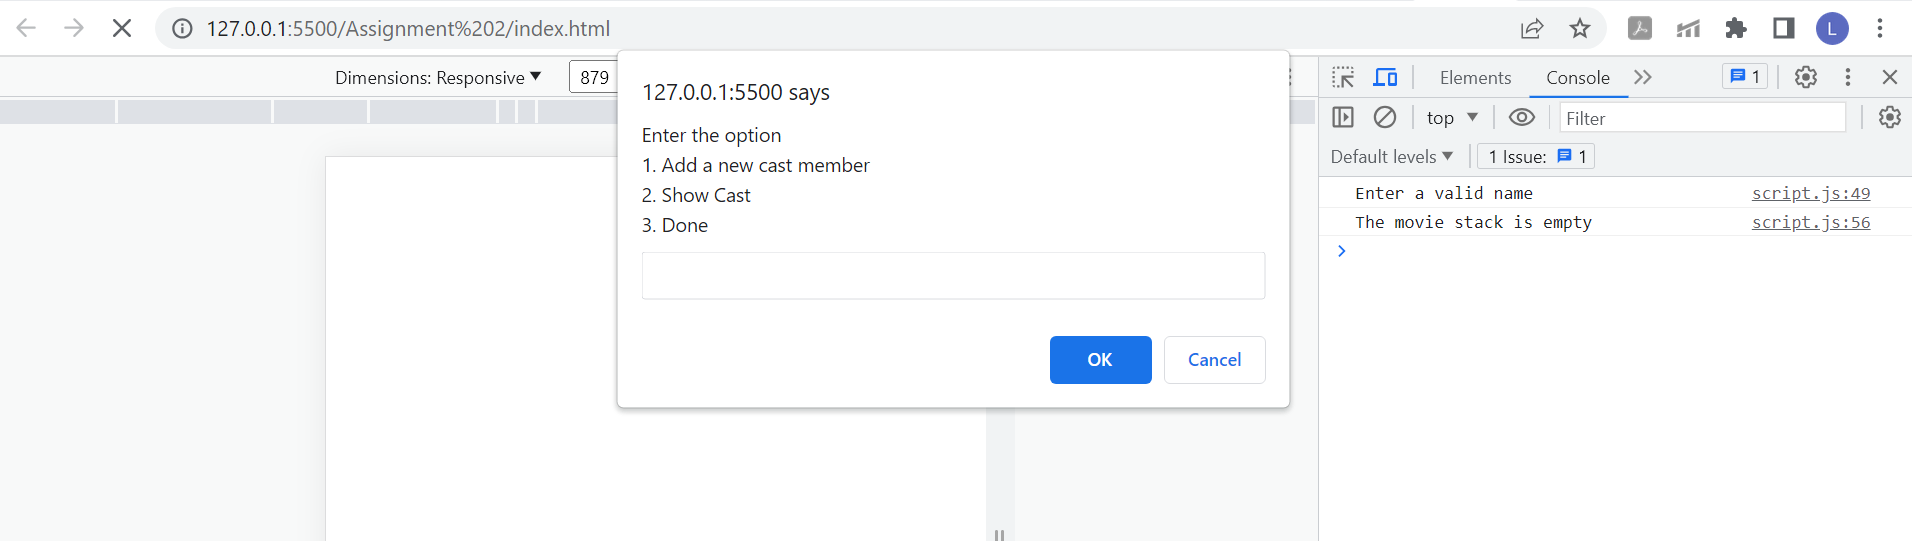 127.0.0.1:5500/Assignment%202/index.html
L
Dimensions: Responsive
879
127.0.0.1:5500 says
Enter the option
1. Add a new cast member
2. Show Cast
3. Done
OK
Cancel
Elements
Console
1
top
Filter
Default levels
1 Issue:
1
Enter a valid name script.js:49
The movie stack is empty script.js:56